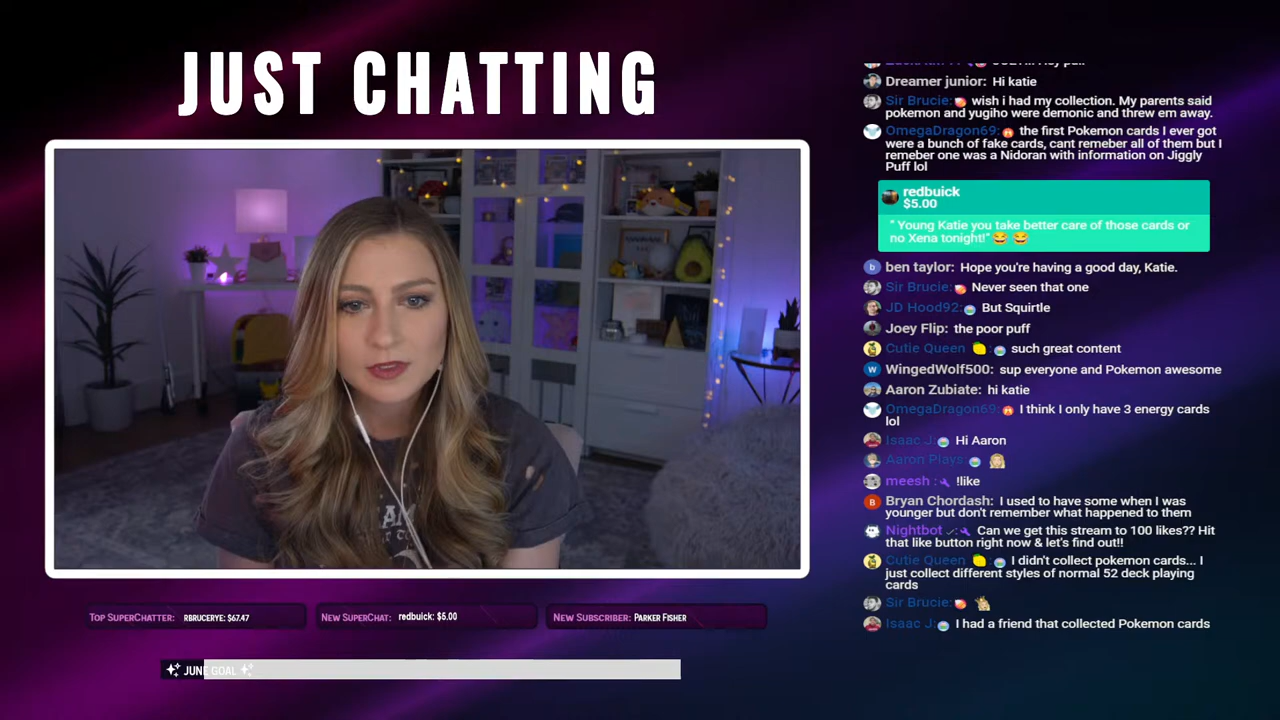 JUST CHATTING
Dreamer junior: Hi katie
Sir Brucie: wish i had my collection. My parents said
pokemon and yugiho were demonic and threw em away.
OmegaDragon69: the first Pokemon cards I ever got
were a bunch of fake cards, cant remeber all of them but I
remeber one was a Nidoran with information on Jiggly
Puff lol
redbuick
$5.00
" Young Katie you take better care of those cards or
no Xena tonight!"😂 😂
ben taylor: Hope you're having a good day, Katie.
Sir Brucie: Never seen that one
JD Hood92: But Squirtle
Joey Flip: the poor puff
Cutie Queen 🍋: such great content
WingedWolf500: sup everyone and Pokemon awesome
Aaron Zubiate: hi katie
OmegaDragon69: I think I only have 3 energy cards
lol
Isaac J: Hi Aaron
Aaron Plays:
meesh : !like
Bryan Chordash: I used to have some when I was
younger but don't remember what happened to them
Nightbot ✓: Can we get this stream to 100 likes?? Hit
that like button right now & let's find out!!
Cutie Queen 🍋: I didn't collect pokemon cards... I
just collect different styles of normal 52 deck playing
cards
Sir Brucie:
Isaac J: I had a friend that collected Pokemon cards
TOP SUPERCHATTER: RBRUCERYE: $67.47
NEW SUPERCHAT: redbuick: $5.00
NEW SUBSCRIBER: PARKER FISHER
JUNE GOAL